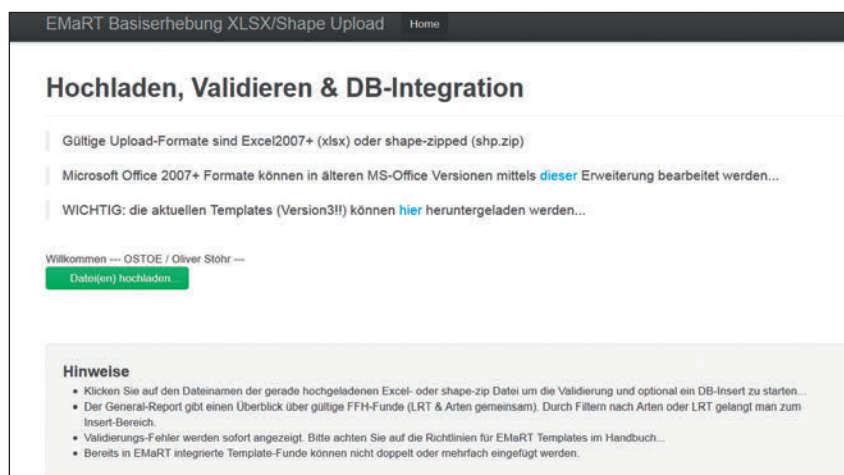 EMaRT Basiserhebung XLSX/Shape Upload Home
Hochladen, Validieren & DB-Integration
Gültige Upload-Formate sind Excel2007+ (xlsx) oder shape-zipped (shp.zip)
Microsoft Office 2007+ Formate können in älteren MS-Office Versionen mittels dieser Erweiterung bearbeitet werden...
WICHTIG: die aktuellen Templates (Version3!!) können hier heruntergeladen werden...
Willkommen --- OSTOE / Oliver Stöhr ---
Datei(en) hochladen...
Hinweise
• Klicken Sie auf den Dateinamen der gerade hochgeladenen Excel- oder shape-zip Datei um die Validierung und optional ein DB-Insert zu starten...
• Der General-Report gibt einen Überblick über gültige FFH-Funde (LRT & Arten gemeinsam). Durch Filtern nach Arten oder LRT gelangt man zum
Insert-Bereich.
• Validierungs-Fehler werden sofort angezeigt. Bitte achten Sie auf die Richtlinien für EMaRT Templates im Handbuch...
• Bereits in EMaRT integrierte Template-Funde können nicht doppelt oder mehrfach eingefügt werden.